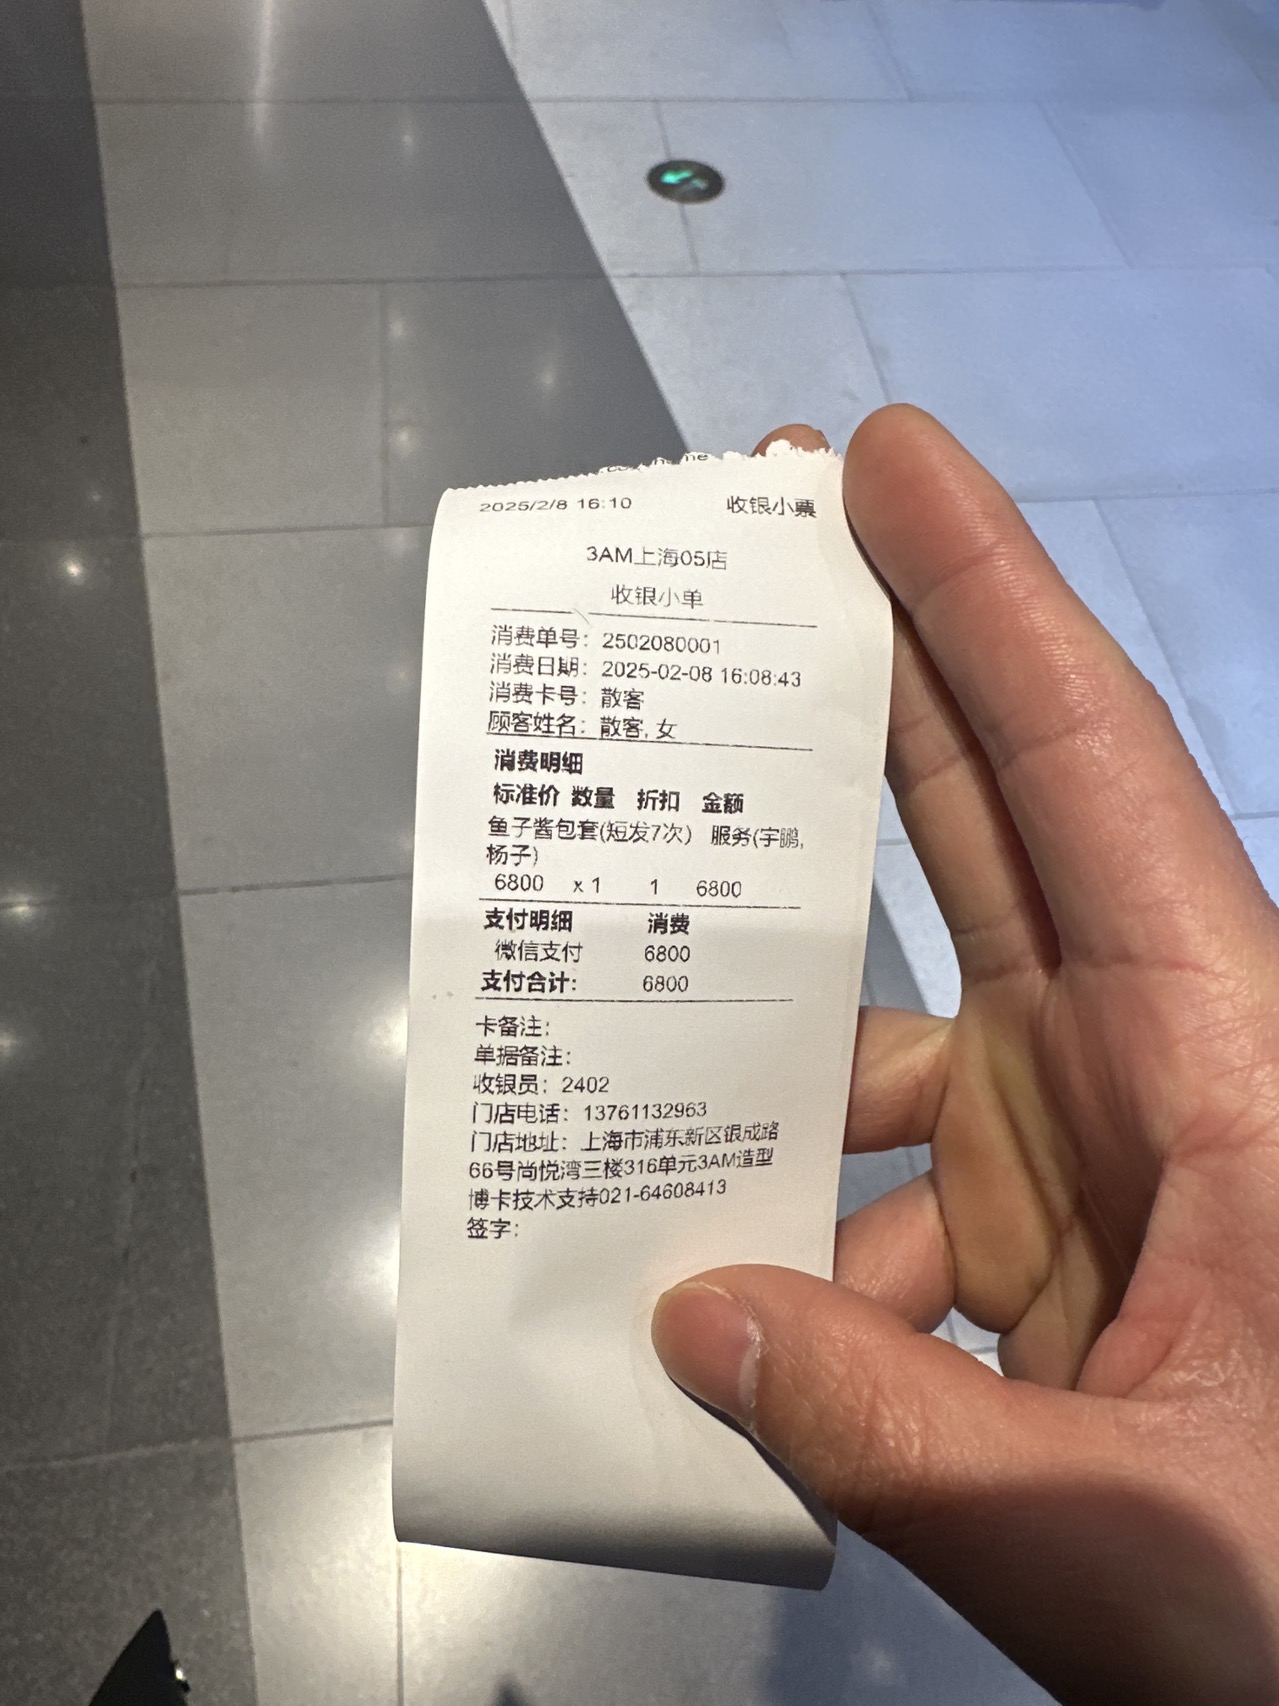 2025/2/8 16:10 收银小票
3AM上海05店
收银小单
消费单号: 2502080001
消费日期: 2025-02-08 16:08:43
消费卡号: 散客
顾客姓名: 散客, 女
消费明细
标准价 数量 折扣 金额
鱼子酱包套(短发7次) 服务(宇鹏,
杨子)
6800 x 1 1 6800
支付明细 消费
微信支付 6800
支付合计: 6800
卡备注:
单据备注:
收银员: 2402
门店电话: 13761132963
门店地址: 上海市浦东新区银成路
66号尚悦湾三楼316单元3AM造型
博卡技术支持021-64608413
签字: